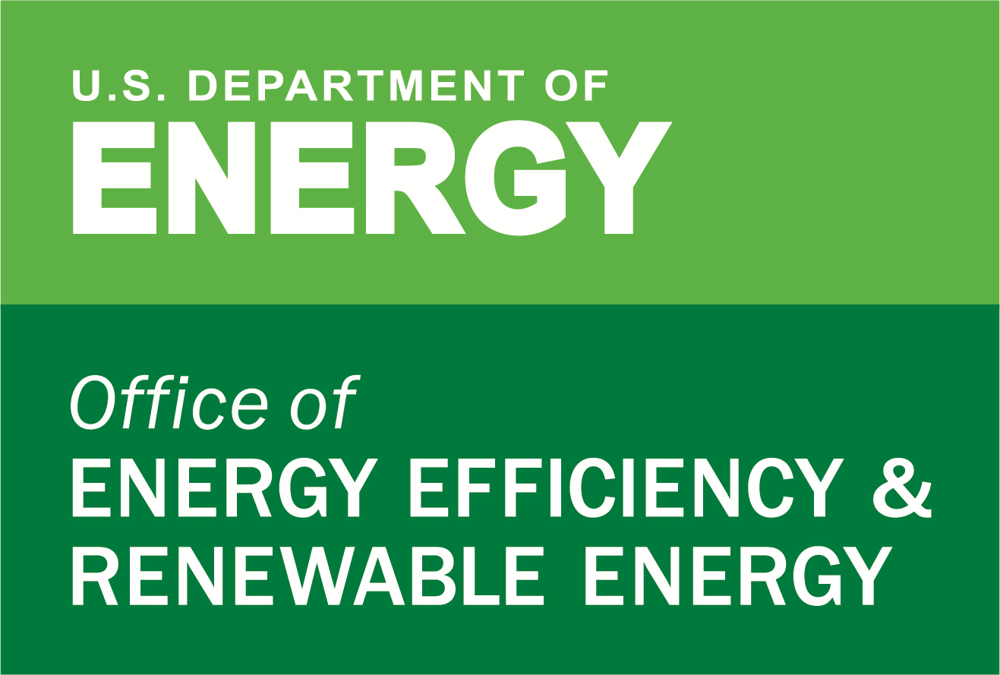 U.S. DEPARTMENT OF
ENERGY
Office of
ENERGY EFFICIENCY &
RENEWABLE ENERGY